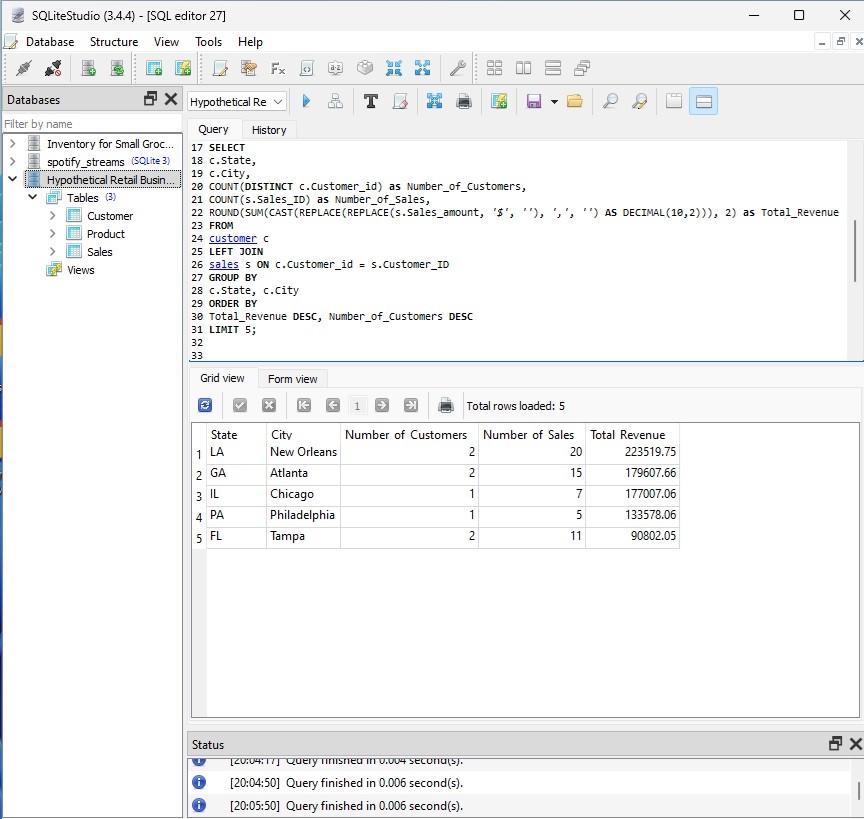 SQLiteStudio (3.4.4) - [SQL editor 27]
Database Structure View Tools Help
Databases
Filter by name
Inventory for Small Groc...
spotify_streams (SQLite 3)
Hypothetical Retail Busin...
Tables (3)
Customer
Product
Sales
Views
Hypothetical Re
Query History
17 SELECT
18 c.State,
19 c.City,
20 COUNT(DISTINCT c.Customer_id) as Number_of_Customers,
21 COUNT(s.Sales_ID) as Number_of_Sales,
22 ROUND(SUM(CAST(REPLACE(REPLACE(s.Sales_amount, '$', ''), ',', '') AS DECIMAL(10,2))), 2) as Total_Revenue
23 FROM
24 customer c
25 LEFT JOIN
26 sales s ON c.Customer_id = s.Customer_ID
27 GROUP BY
28 c.State, c.City
29 ORDER BY
30 Total_Revenue DESC, Number_of_Customers DESC
31 LIMIT 5;
32
33
Grid view Form view
1 Total rows loaded: 5
State City Number of Customers Number of Sales Total Revenue
1 LA New Orleans 2 20 223519.75
2 GA Atlanta 2 15 179607.66
3 IL Chicago 1 7 177007.06
4 PA Philadelphia 1 5 133578.06
5 FL Tampa 2 11 90802.05
Status
[20:04:17] Query finished in 0.004 second(s).
[20:04:50] Query finished in 0.006 second(s).
[20:05:50] Query finished in 0.006 second(s).